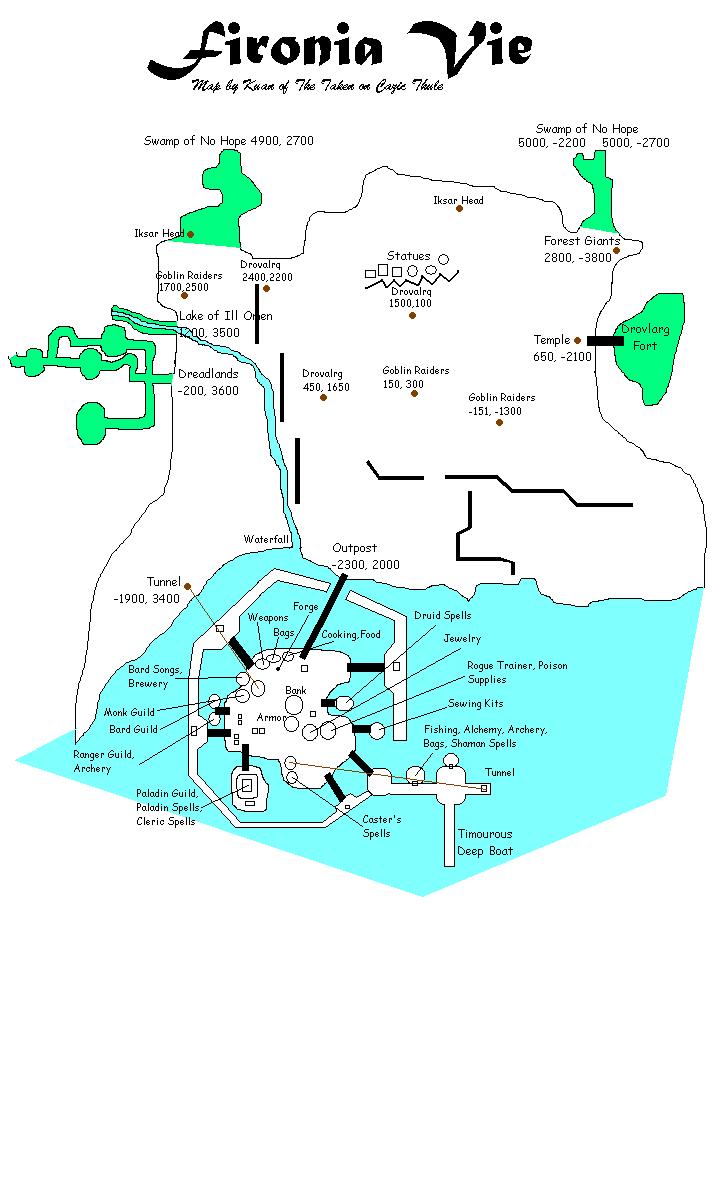 Fironia Vie
Map by Kuan of The Taken on Cazic Thule
Swamp of No Hope
5000, -2200 5000, -2700
Swamp of No Hope 4900, 2700
Iksar Head
Iksar Head
Forest Giants
2800, -3800
Statues
Drovalrg
2400,2200
Goblin Raiders
1700,2500
Drovalrg
1500,100
Lake of Ill Omen
1200, 3500
Drovlarg
Fort
Temple
650, -2100
Dreadlands
-200, 3600
Drovalrg
450, 1650
Goblin Raiders
150, 300
Goblin Raiders
-151, -1300
Waterfall
Outpost
-2300, 2000
Tunnel
-1900, 3400
Forge
Weapons
Bags
Cooking,Food
Druid Spells
Jewelry
Bard Songs,
Brewery
Rogue Trainer, Poison
Supplies
Bank
Sewing Kits
Monk Guild
Armor
Bard Guild
Fishing, Alchemy, Archery,
Bags, Shaman Spells
Ranger Guild,
Archery
Tunnel
Paladin Guild,
Paladin Spells,
Cleric Spells
Caster's
Spells
Timourous
Deep Boat